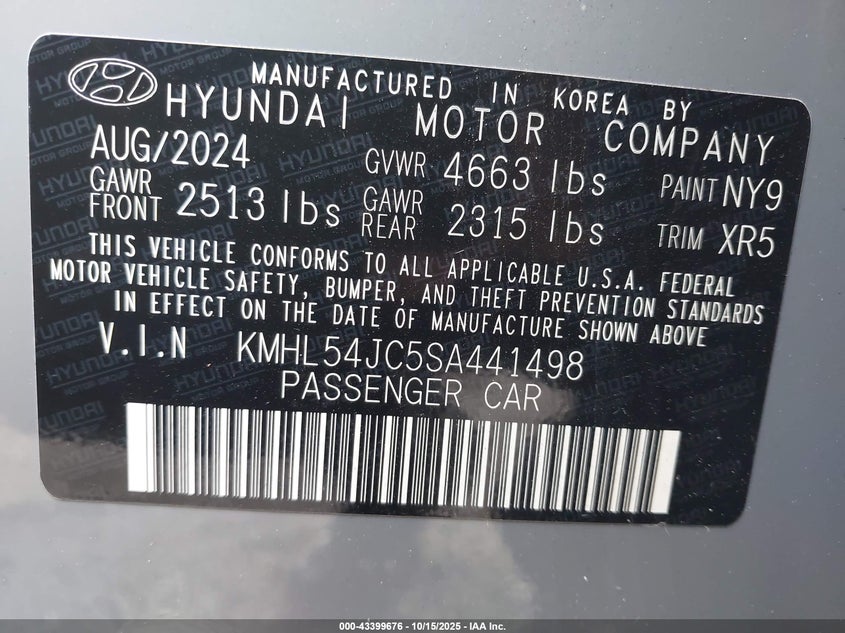 MANUFACTURED IN KOREA BY
HYUNDAI MOTOR COMPANY
AUG/2024 GVWR 4663 lbs PAINT NY9
GAWR FRONT 2513 lbs GAWR REAR 2315 lbs TRIM XR5
THIS VEHICLE CONFORMS TO ALL APPLICABLE U.S.A. FEDERAL
MOTOR VEHICLE SAFETY, BUMPER, AND THEFT PREVENTION STANDARDS
IN EFFECT ON THE DATE OF MANUFACTURE SHOWN ABOVE
V.I.N KMHL54JC5SA441498
PASSENGER CAR
000-43399676 - 10/15/2025 - IAA Inc.